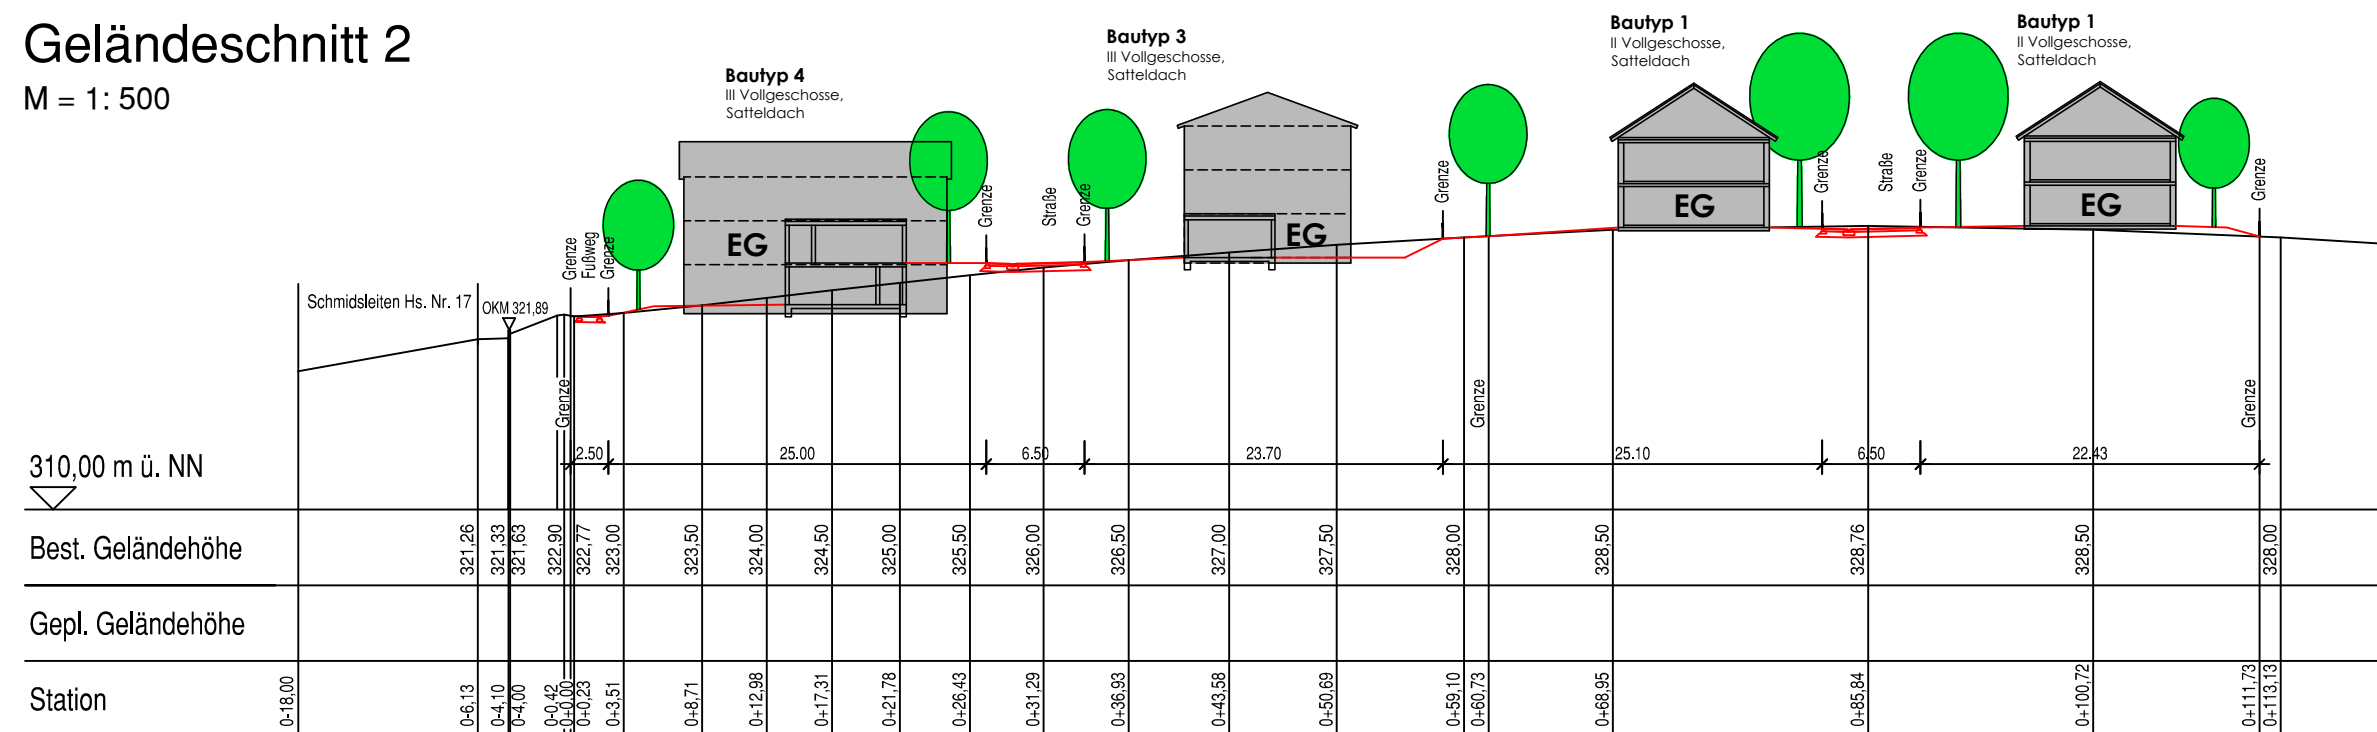 Geländeschnitt 2
M = 1: 500
Bautyp 4
III Vollgeschosse,
Satteldach
Bautyp 3
III Vollgeschosse,
Satteldach
Bautyp 1
II Vollgeschosse,
Satteldach
Bautyp 1
II Vollgeschosse,
Satteldach
EG
EG
EG
EG
Schmidsleiten Hs. Nr. 17
OKM 321,89
Grenze
Fußweg
Grenze
Grenze
Straße
Grenze
Grenze
Grenze
Straße
Grenze
Grenze
Grenze
Grenze
Grenze
2.50
25.00
6.50
23.70
25.10
6.50
22.43
310,00 m ü. NN
Best. Geländehöhe
321,26
321,33
321,63
322,90
322,77
323,00
323,50
324,00
324,50
325,00
325,50
326,00
326,50
327,00
327,50
328,00
328,50
328,76
328,50
328,00
Gepl. Geländehöhe
Station
0-18,00
0-6,13
0-4,10
0-4,00
0-0,42
0+0,00
0+0,23
0+3,51
0+8,71
0+12,98
0+17,31
0+21,78
0+26,43
0+31,29
0+36,93
0+43,58
0+50,69
0+59,10
0+60,73
0+68,95
0+85,84
0+100,72
0+111,73
0+113,13